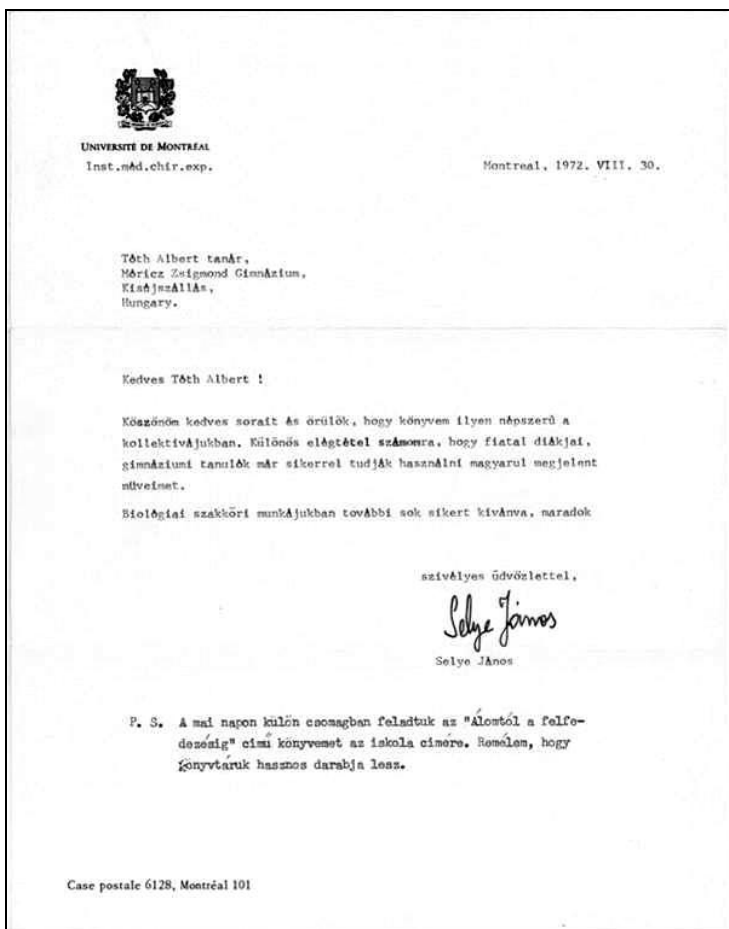 UNIVERSITÉ DE MONTRÉAL
Inst.méd.chir.exp.
Montreal, 1972. VIII. 30.
Tóth Albert tanár,
Móricz Zsigmond Gimnázium,
Kisújszállás,
Hungary.
Kedves Tóth Albert !
Köszönöm kedves sorait és örülök, hogy könyvem ilyen népszerű a
kollektivájukban. Különös elégtétel számomra, hogy fiatal diákjai,
gimnáziumi tanulók már sikerrel tudják használni magyarul megjelent
müveimet.
Biológiai szakköri munkájukban további sok sikert kívánva, maradok
szivélyes üdvözlettel,
Selye János
Selye János
P. S. A mai napon külön csomagban feladtuk az "Álomtól a felfe-
dezésig" című könyvemet az iskola címére. Remélem, hogy
könyvtáruk hasznos darabja lesz.
Case postale 6128, Montréal 101